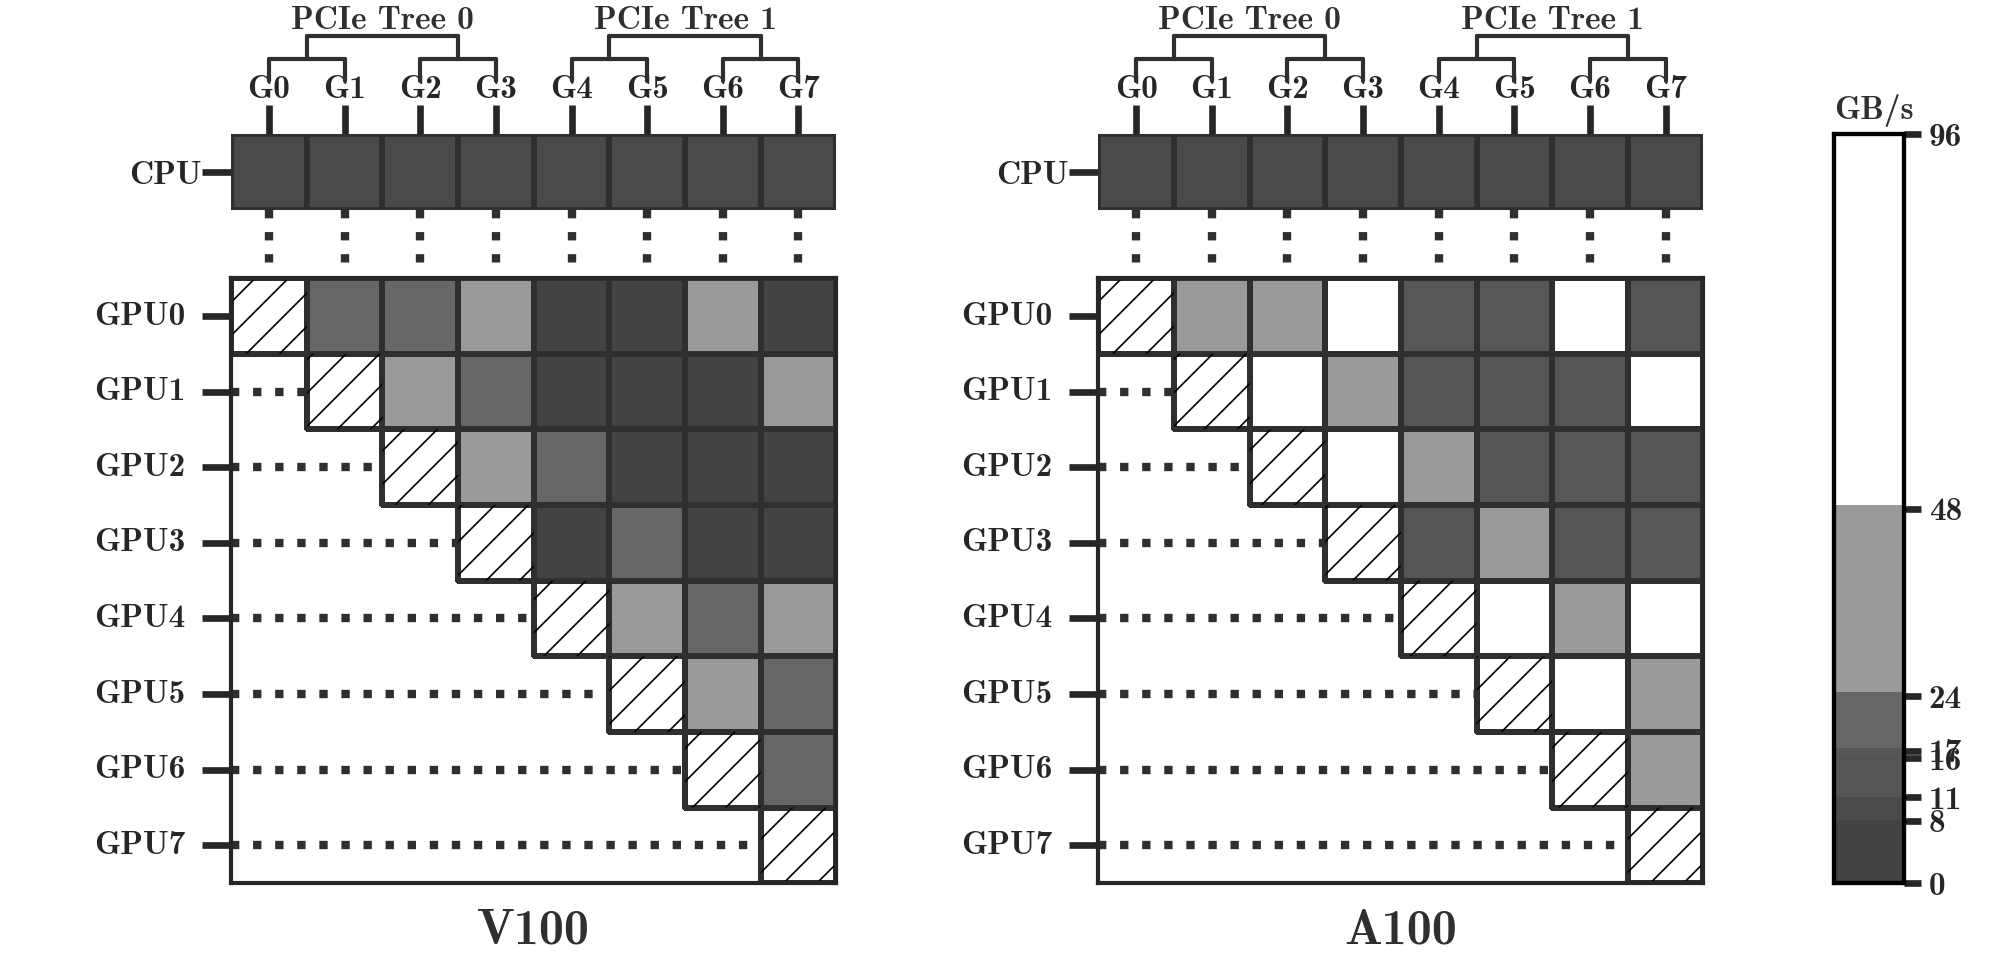 PCIe Tree 0 PCIe Tree 1
G0 G1 G2 G3 G4 G5 G6 G7
CPU
GPU0
GPU1
GPU2
GPU3
GPU4
GPU5
GPU6
GPU7
V100
PCIe Tree 0 PCIe Tree 1
G0 G1 G2 G3 G4 G5 G6 G7
CPU
GPU0
GPU1
GPU2
GPU3
GPU4
GPU5
GPU6
GPU7
A100
GB/s
96
48
24
17
16
11
8
0